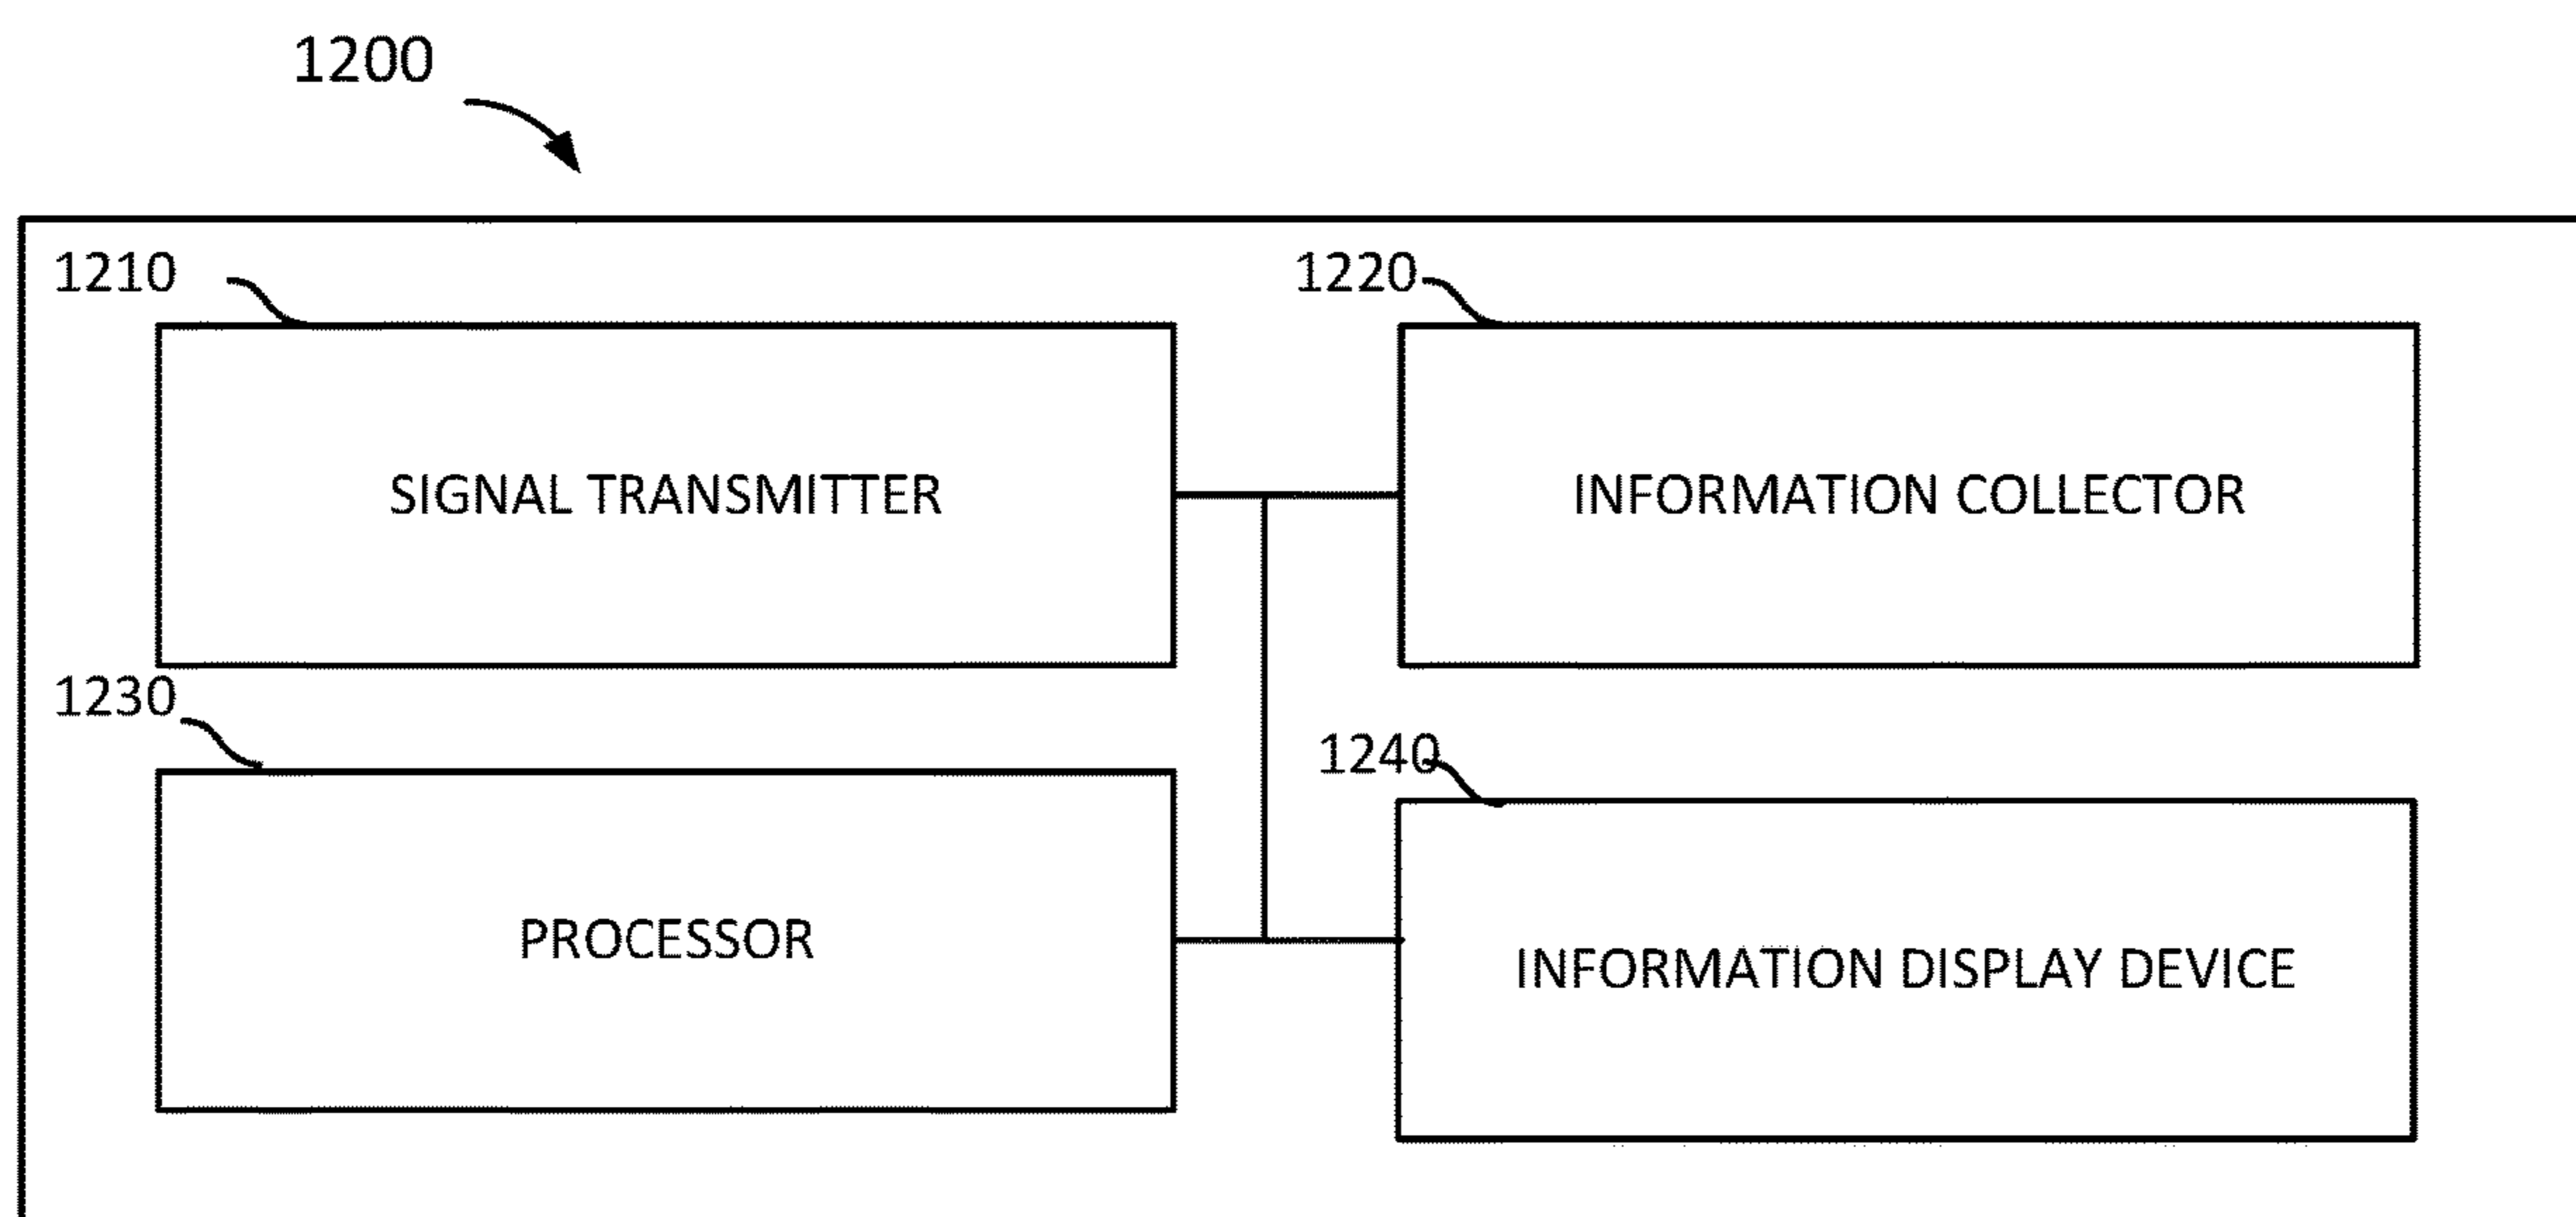 1200
1210
1220
SIGNAL TRANSMITTER
INFORMATION COLLECTOR
1230
1240
PROCESSOR
INFORMATION DISPLAY DEVICE